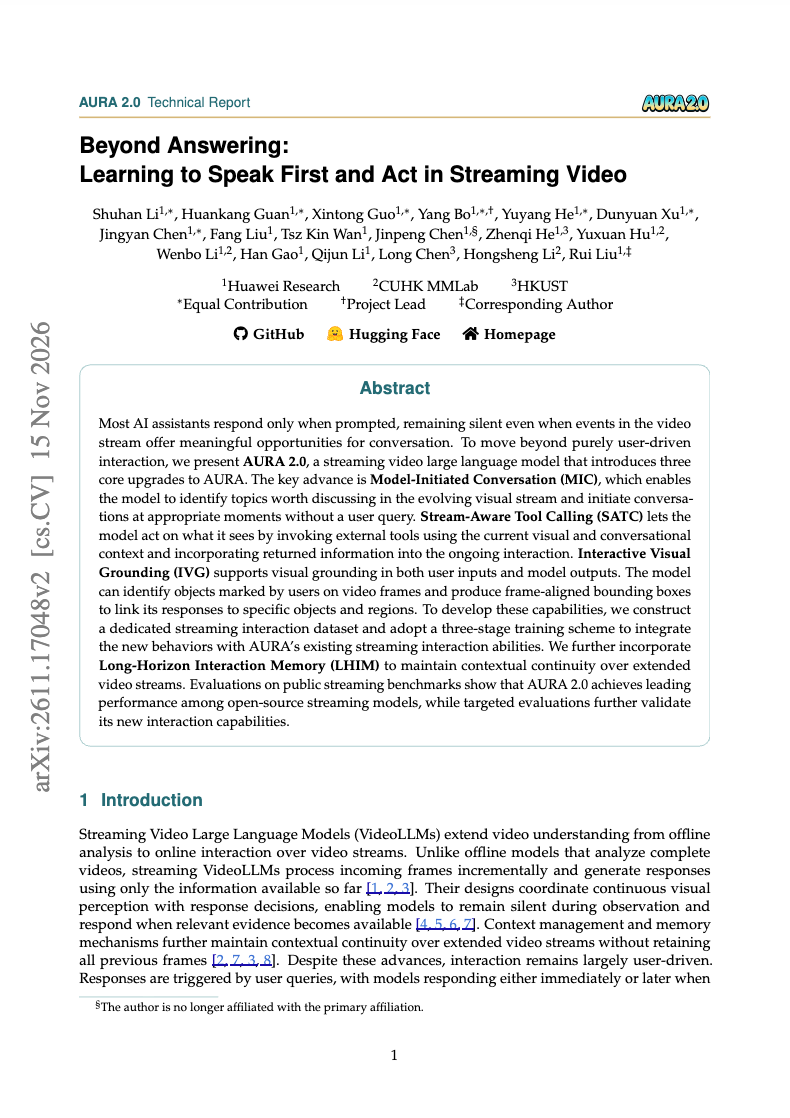 AURA 2.0 Technical Report
AURA2.0
Beyond Answering:
Learning to Speak First and Act in Streaming Video
Shuhan Li1,*, Huankang Guan1,*, Xintong Guo1,*, Yang Bo1,*,†, Yuyang He1,*, Dunyuan Xu1,*,
Jingyan Chen1,*, Fang Liu1, Tsz Kin Wan1, Jinpeng Chen1,§, Zhenqi He1,3, Yuxuan Hu1,2,
Wenbo Li1,2, Han Gao1, Qijun Li1, Long Chen3, Hongsheng Li2, Rui Liu1,‡
1Huawei Research 2CUHK MMLab 3HKUST
*Equal Contribution †Project Lead ‡Corresponding Author
GitHub Hugging Face Homepage
arXiv:2611.17048v2 [cs.CV] 15 Nov 2026
Abstract
Most AI assistants respond only when prompted, remaining silent even when events in the video
stream offer meaningful opportunities for conversation. To move beyond purely user-driven
interaction, we present AURA 2.0, a streaming video large language model that introduces three
core upgrades to AURA. The key advance is Model-Initiated Conversation (MIC), which enables
the model to identify topics worth discussing in the evolving visual stream and initiate conversa-
tions at appropriate moments without a user query. Stream-Aware Tool Calling (SATC) lets the
model act on what it sees by invoking external tools using the current visual and conversational
context and incorporating returned information into the ongoing interaction. Interactive Visual
Grounding (IVG) supports visual grounding in both user inputs and model outputs. The model
can identify objects marked by users on video frames and produce frame-aligned bounding boxes
to link its responses to specific objects and regions. To develop these capabilities, we construct
a dedicated streaming interaction dataset and adopt a three-stage training scheme to integrate
the new behaviors with AURA's existing streaming interaction abilities. We further incorporate
Long-Horizon Interaction Memory (LHIM) to maintain contextual continuity over extended
video streams. Evaluations on public streaming benchmarks show that AURA 2.0 achieves leading
performance among open-source streaming models, while targeted evaluations further validate
its new interaction capabilities.
1 Introduction
Streaming Video Large Language Models (VideoLLMs) extend video understanding from offline
analysis to online interaction over video streams. Unlike offline models that analyze complete
videos, streaming VideoLLMs process incoming frames incrementally and generate responses
using only the information available so far [1, 2, 3]. Their designs coordinate continuous visual
perception with response decisions, enabling models to remain silent during observation and
respond when relevant evidence becomes available [4, 5, 6, 7]. Context management and memory
mechanisms further maintain contextual continuity over extended video streams without retaining
all previous frames [2, 7, 3, 8]. Despite these advances, interaction remains largely user-driven.
Responses are triggered by user queries, with models responding either immediately or later when
§The author is no longer affiliated with the primary affiliation.
1